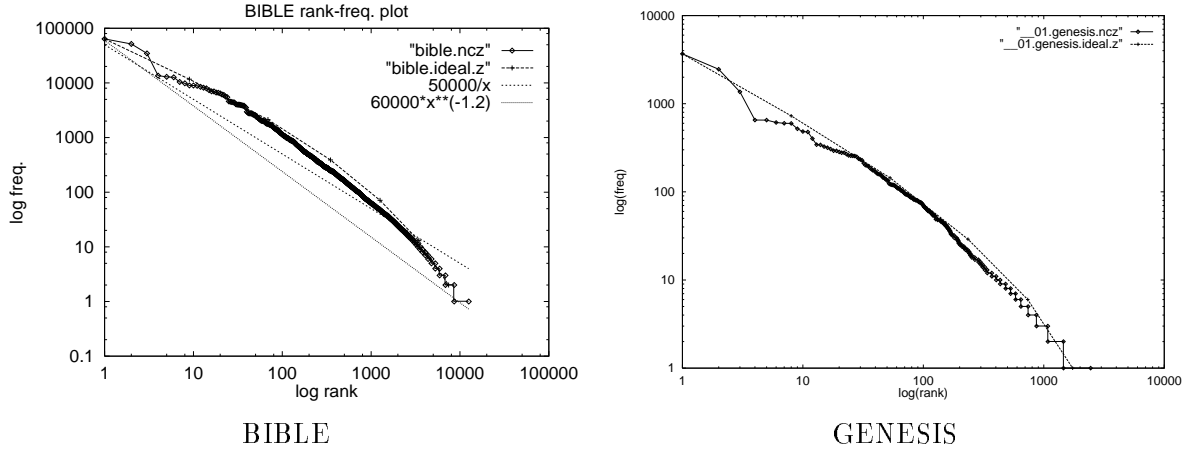 BIBLE rank-freq. plot
100000
10000
1000
100
10
1
0.1
log freq.
"bible.ncz"
"bible.ideal.z"
50000/x
60000*x**(-1.2)
1
10
100
1000
10000
100000
log rank
BIBLE
10000
1000
100
10
1
log(freq)
"__01.genesis.ncz"
"__01.genesis.ideal.z"
1
10
100
1000
10000
log(rank)
GENESIS